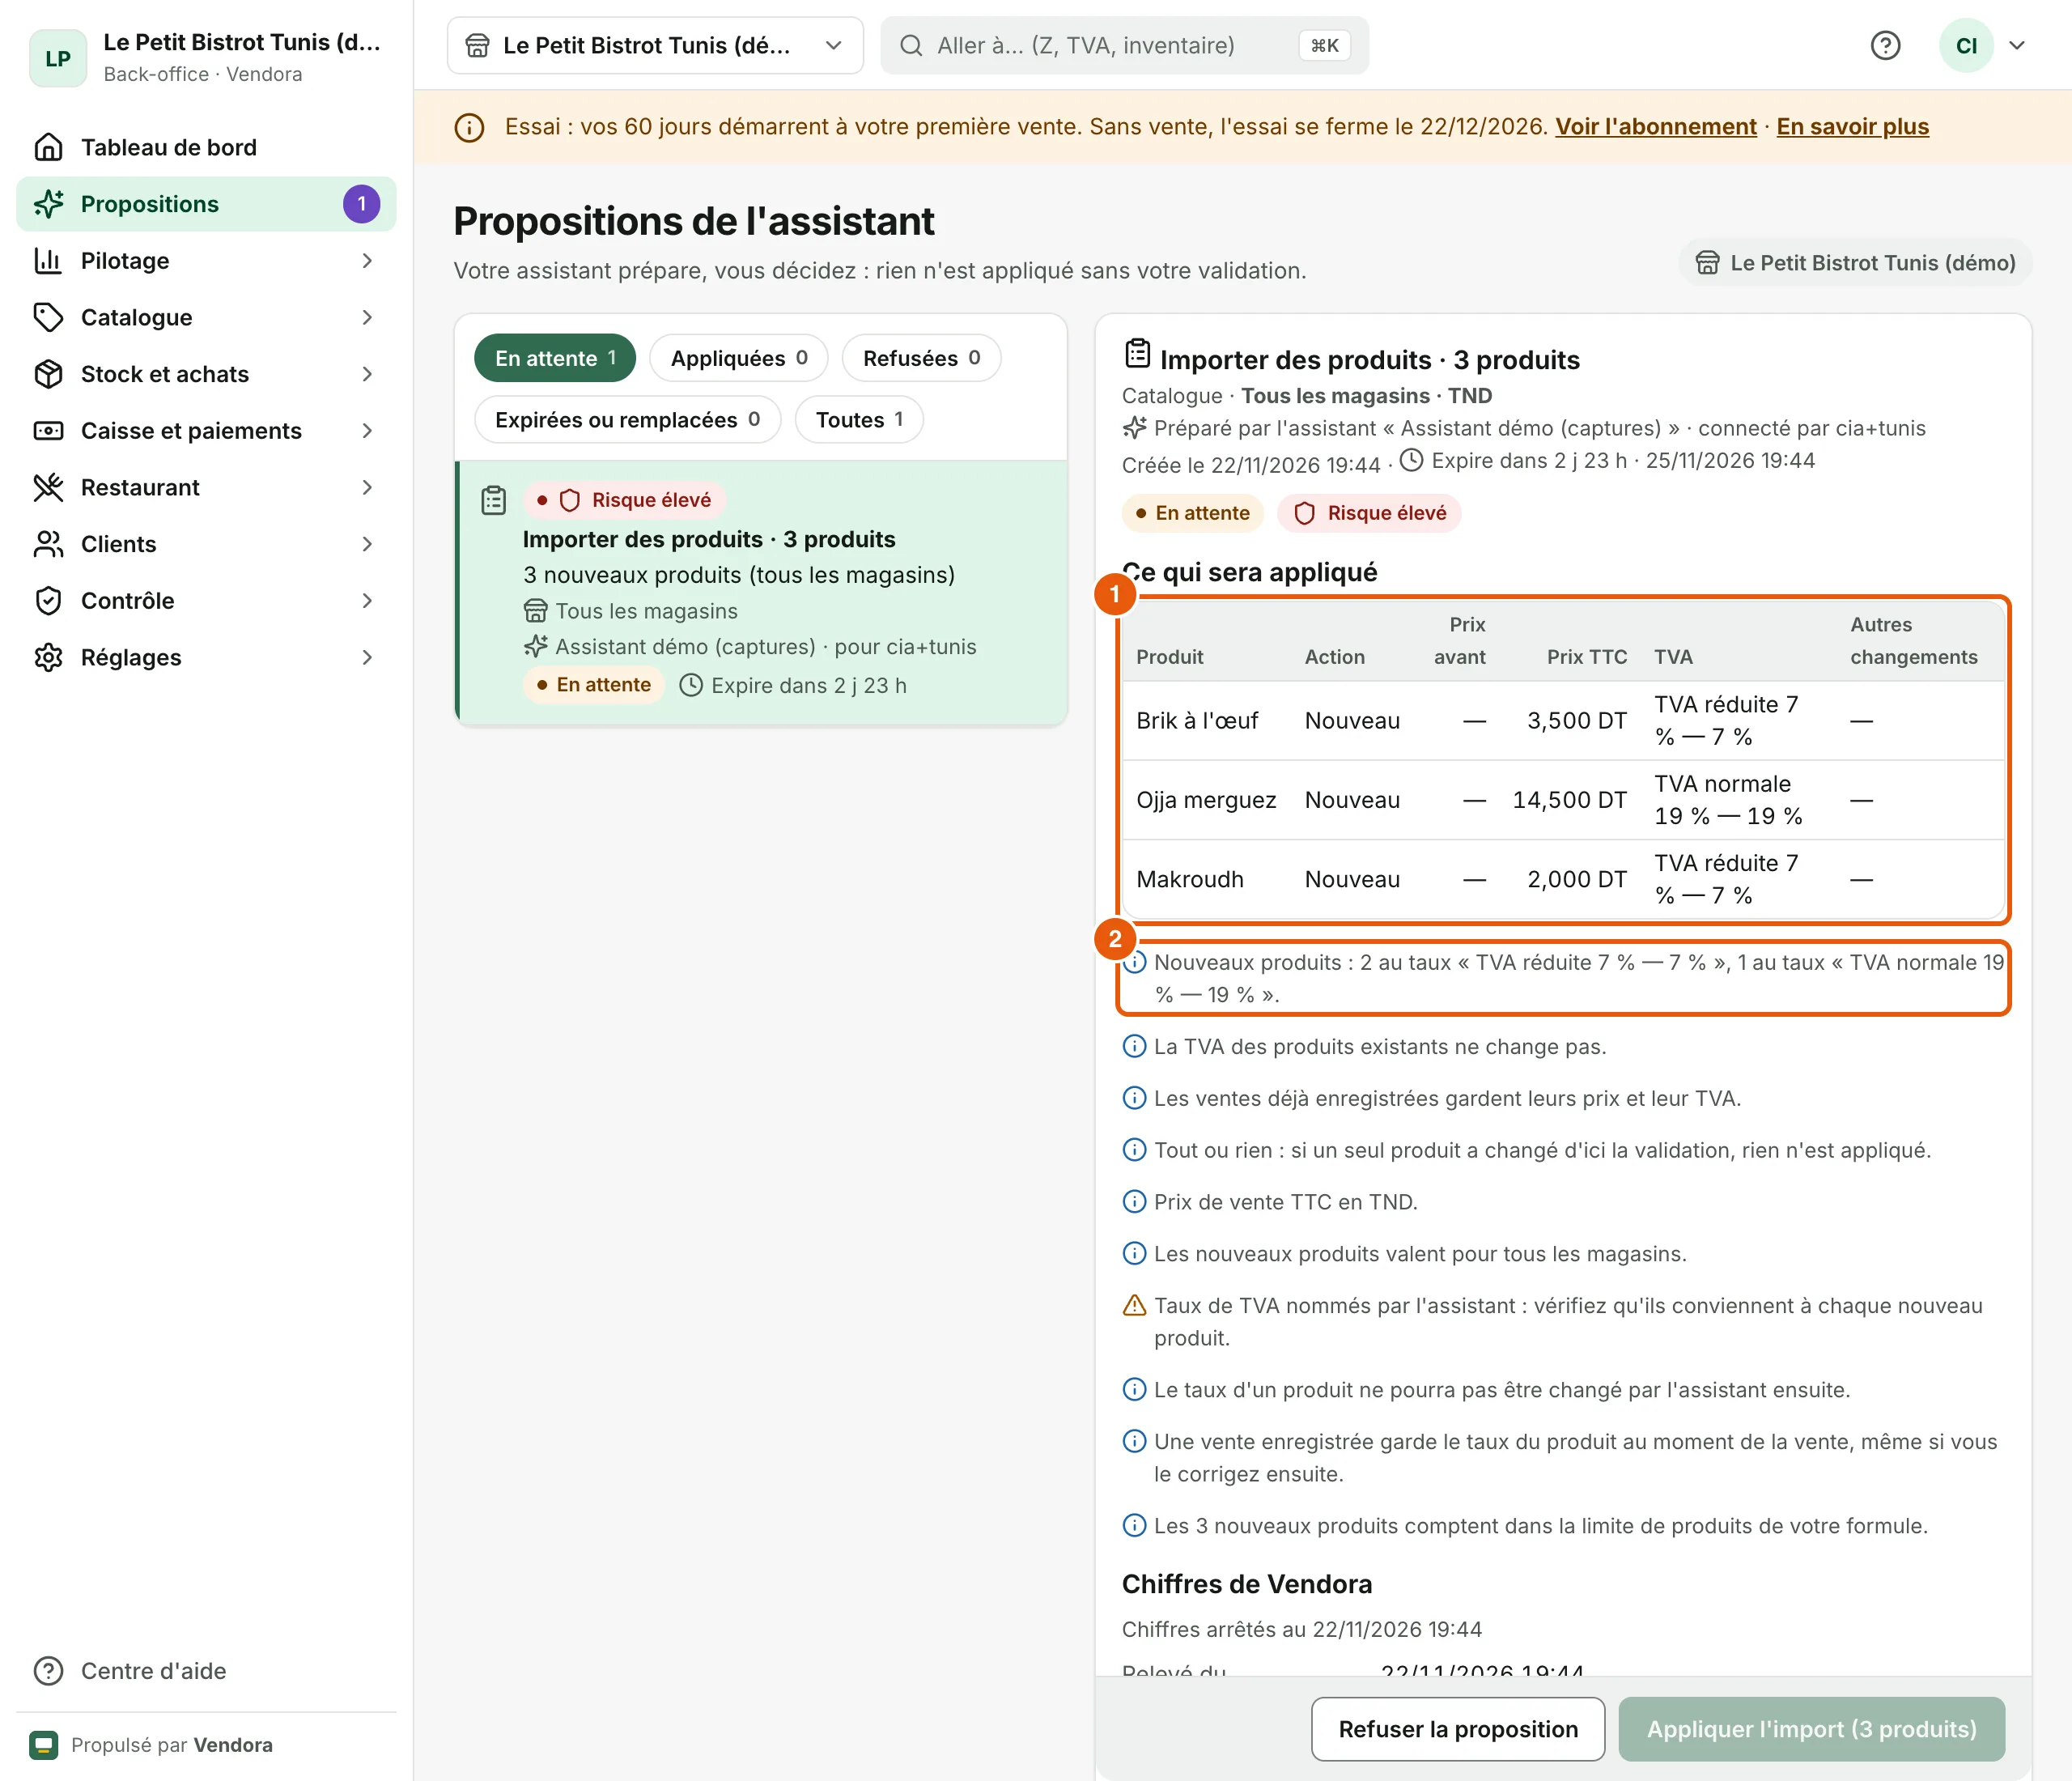 LP
Le Petit Bistrot Tunis (d...
Back-office · Vendora
Tableau de bord
Propositions 1
Pilotage
Catalogue
Stock et achats
Caisse et paiements
Restaurant
Clients
Contrôle
Réglages
Centre d'aide
Propulsé par Vendora
Le Petit Bistrot Tunis (dé...
Aller à... (Z, TVA, inventaire) ⌘K
CI
Essai : vos 60 jours démarrent à votre première vente. Sans vente, l'essai se ferme le 22/12/2026. Voir l'abonnement · En savoir plus
Propositions de l'assistant
Votre assistant prépare, vous décidez : rien n'est appliqué sans votre validation.
Le Petit Bistrot Tunis (démo)
En attente 1 Appliquées 0 Refusées 0
Expirées ou remplacées 0 Toutes 1
Risque élevé
Importer des produits · 3 produits
3 nouveaux produits (tous les magasins)
Tous les magasins
Assistant démo (captures) · pour cia+tunis
En attente Expire dans 2 j 23 h
Importer des produits · 3 produits
Catalogue · Tous les magasins · TND
Préparé par l'assistant « Assistant démo (captures) » · connecté par cia+tunis
Créée le 22/11/2026 19:44 · Expire dans 2 j 23 h · 25/11/2026 19:44
En attente Risque élevé
Ce qui sera appliqué
1
Produit Action Prix avant Prix TTC TVA Autres changements
Brik à l'œuf Nouveau — 3,500 DT TVA réduite 7 % — 7 % —
Ojja merguez Nouveau — 14,500 DT TVA normale 19 % — 19 % —
Makroudh Nouveau — 2,000 DT TVA réduite 7 % — 7 % —
2
Nouveaux produits : 2 au taux « TVA réduite 7 % — 7 % », 1 au taux « TVA normale 19
% — 19 % ».
La TVA des produits existants ne change pas.
Les ventes déjà enregistrées gardent leurs prix et leur TVA.
Tout ou rien : si un seul produit a changé d'ici la validation, rien n'est appliqué.
Prix de vente TTC en TND.
Les nouveaux produits valent pour tous les magasins.
Taux de TVA nommés par l'assistant : vérifiez qu'ils conviennent à chaque nouveau
produit.
Le taux d'un produit ne pourra pas être changé par l'assistant ensuite.
Une vente enregistrée garde le taux du produit au moment de la vente, même si vous
le corrigez ensuite.
Les 3 nouveaux produits comptent dans la limite de produits de votre formule.
Chiffres de Vendora
Chiffres arrêtés au 22/11/2026 19:44
Relevé du 22/11/2026 19:44
Refuser la proposition Appliquer l'import (3 produits)